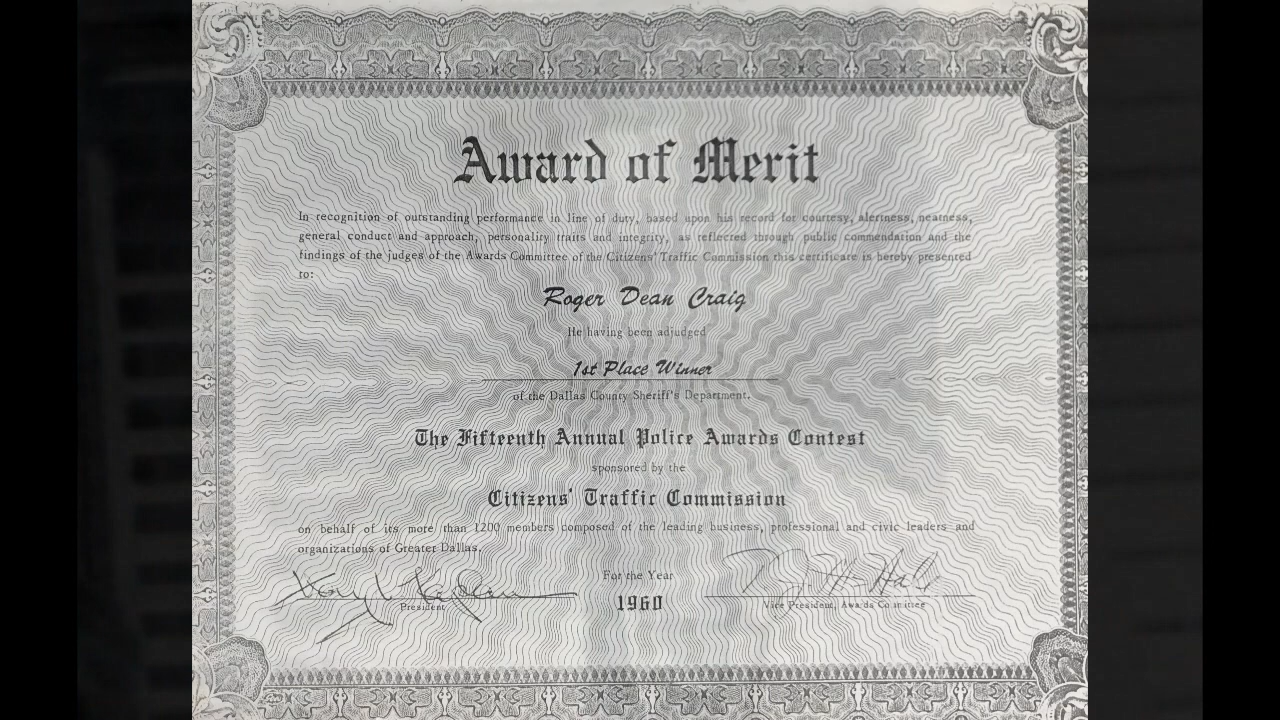 Award of Merit
In recognition of outstanding performance in line of duty, based upon his record for courtesy, alertness, neatness,
general conduct and approach, personality traits and integrity, as reflected through public commendation and the
findings of the judges of the Awards Committee of the Citizens' Traffic Commission this certificate is hereby presented
to:
Roger Dean Craig
He having been adjudged
1st Place Winner
of the Dallas County Sheriff's Department.
The Fifteenth Annual Police Awards Contest
sponsored by the
Citizens' Traffic Commission
on behalf of its more than 1200 members composed of the leading business, professional and civic leaders and
organizations of Greater Dallas.
For the Year
President
1960
Vice President, Awards Committee